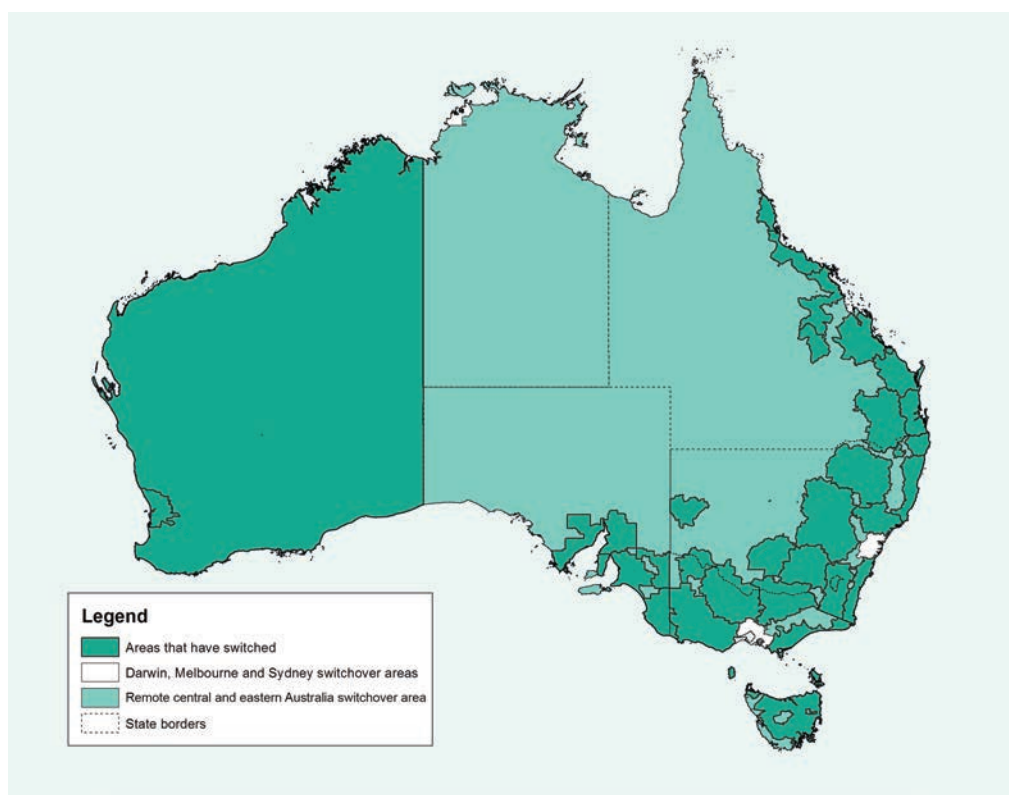 Legend
Areas that have switched
Darwin, Melbourne and Sydney switchover areas
Remote central and eastern Australia switchover area
State borders